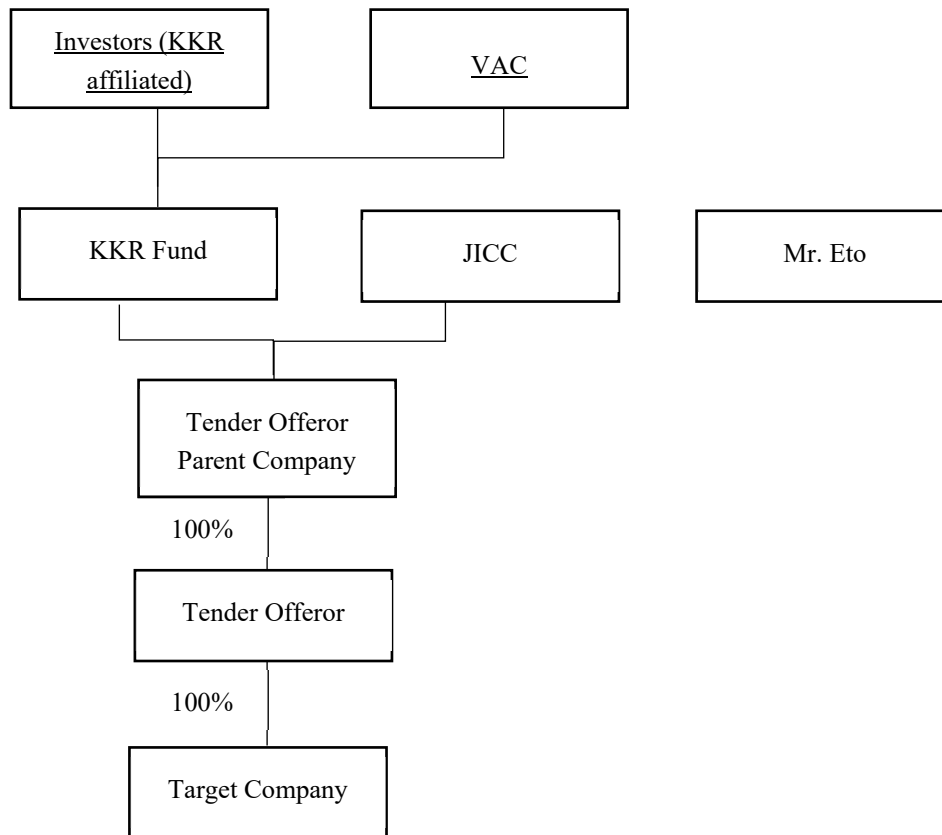 Investors (KKR
affiliated)
VAC
KKR Fund
JICC
Mr. Eto
Tender Offeror
Parent Company
100%
Tender Offeror
100%
Target Company